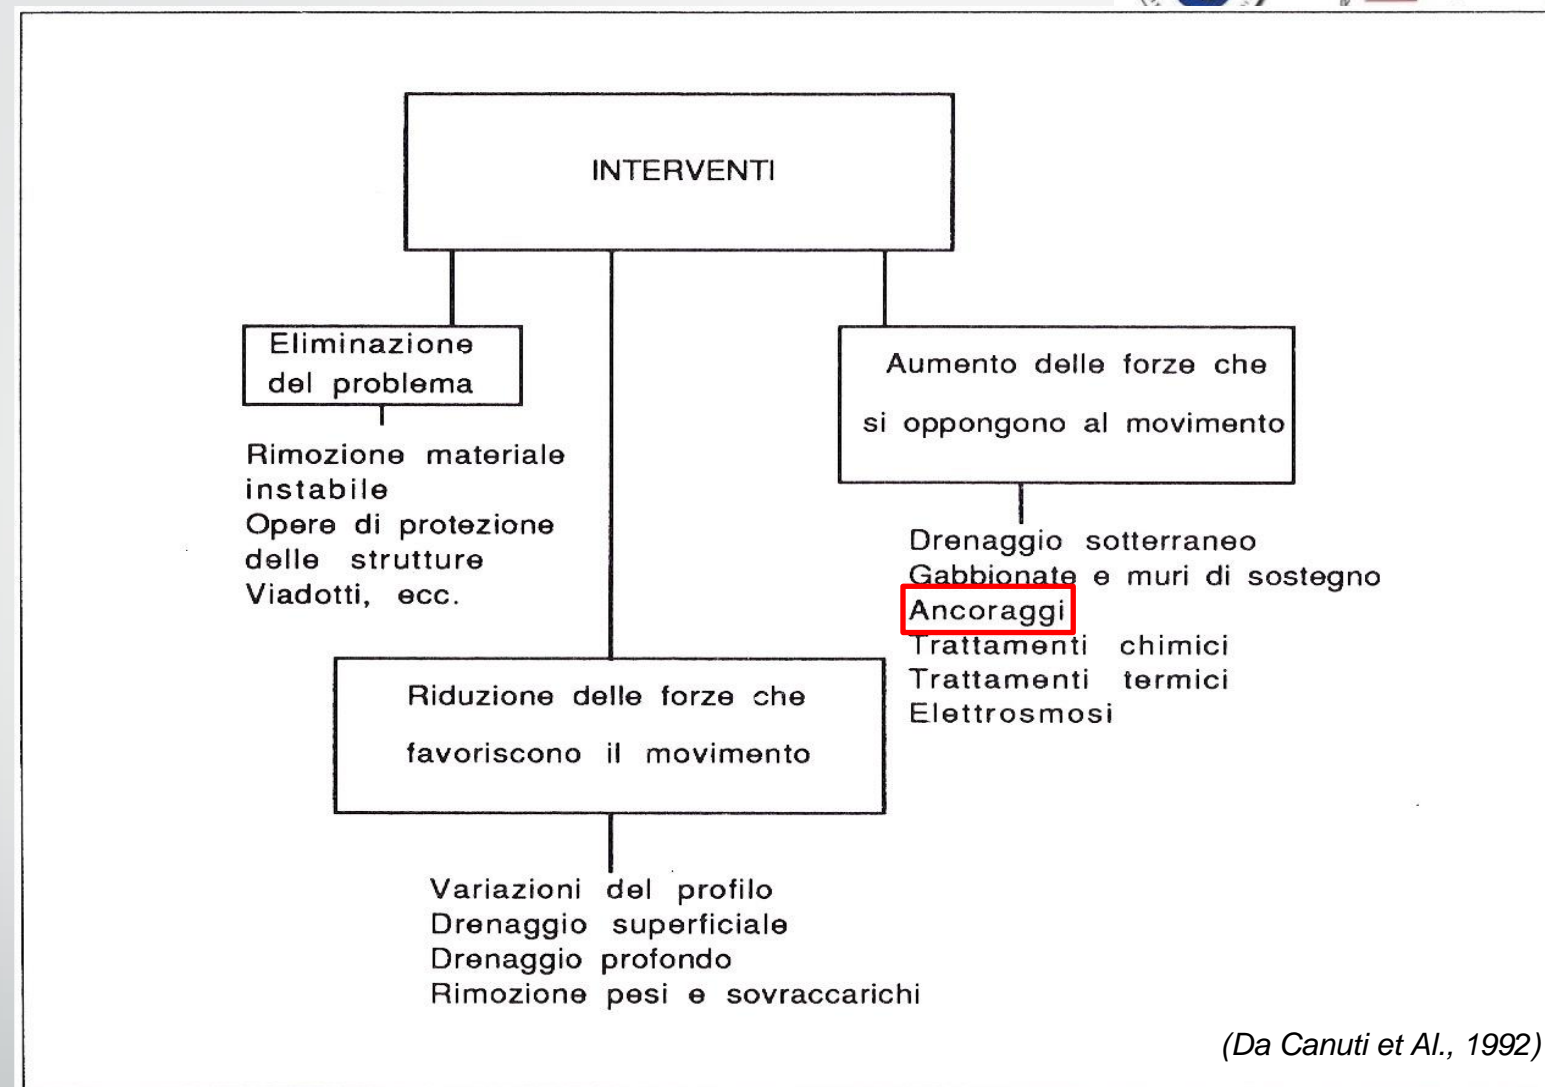 INTERVENTI
Eliminazione
del problema
Rimozione materiale
instabile
Opere di protezione
delle strutture
Viadotti, ecc.
Riduzione delle forze che
favoriscono il movimento
Variazioni del profilo
Drenaggio superficiale
Drenaggio profondo
Rimozione pesi e sovraccarichi
Aumento delle forze che
si oppongono al movimento
Drenaggio sotterraneo
Gabbionate e muri di sostegno
Ancoraggi
Trattamenti chimici
Trattamenti termici
Elettrosmosi
(Da Canuti et Al., 1992)